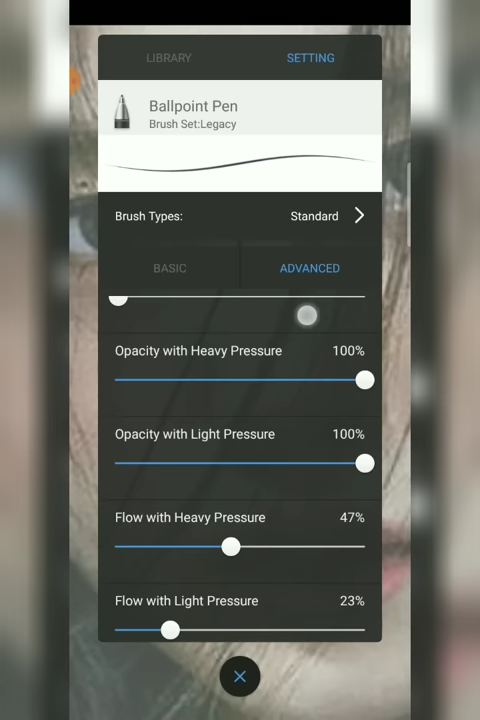 LIBRARY SETTING
Ballpoint Pen
Brush Set:Legacy
Brush Types: Standard
BASIC ADVANCED
Opacity with Heavy Pressure 100%
Opacity with Light Pressure 100%
Flow with Heavy Pressure 47%
Flow with Light Pressure 23%